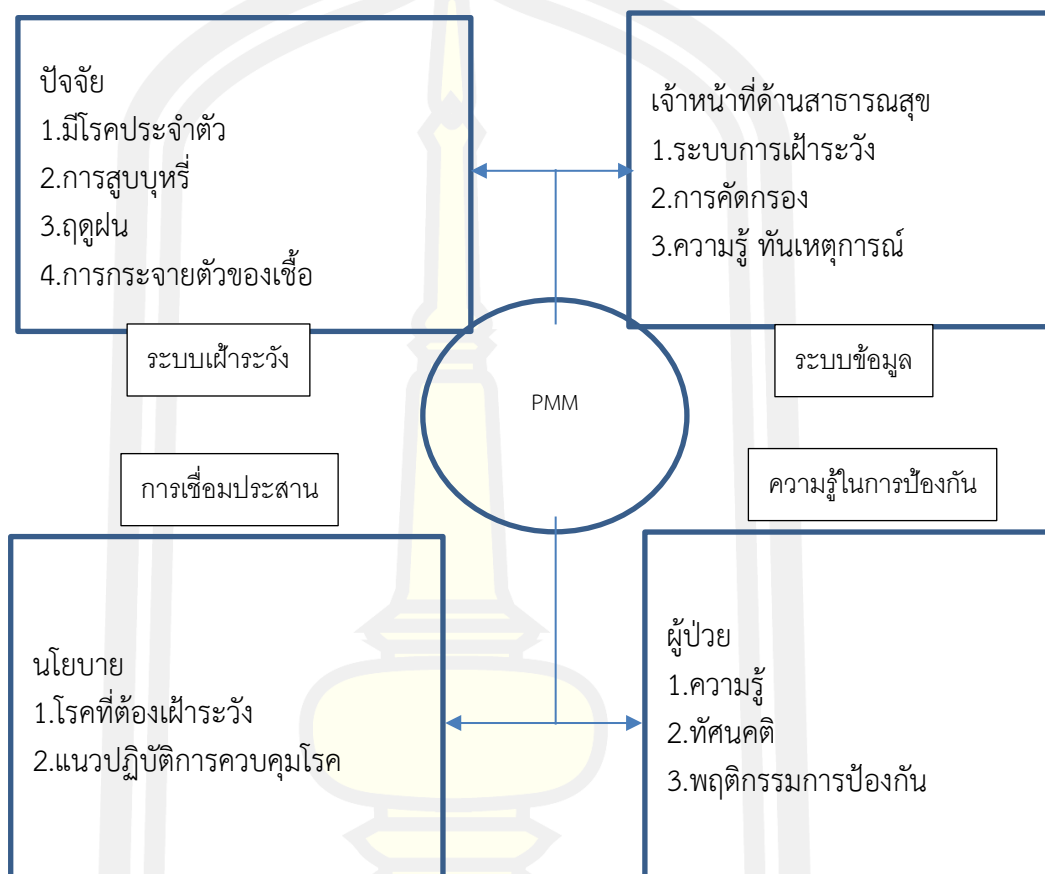 ปัจจัย
1.มีโรคประจำตัว
2.การสูบบุหรี่
3.ฤดูฝน
4.การกระจายตัวของเชื้อ
เจ้าหน้าที่ด้านสาธารณสุข
1.ระบบการเฝ้าระวัง
2.การคัดกรอง
3.ความรู้ ทันเหตุการณ์
ระบบเฝ้าระวัง
ระบบข้อมูล
PMM
การเชื่อมประสาน
ความรู้ในการป้องกัน
นโยบาย
1.โรคที่ต้องเฝ้าระวัง
2.แนวปฏิบัติการควบคุมโรค
ผู้ป่วย
1.ความรู้
2.ทัศนคติ
3.พฤติกรรมการป้องกัน